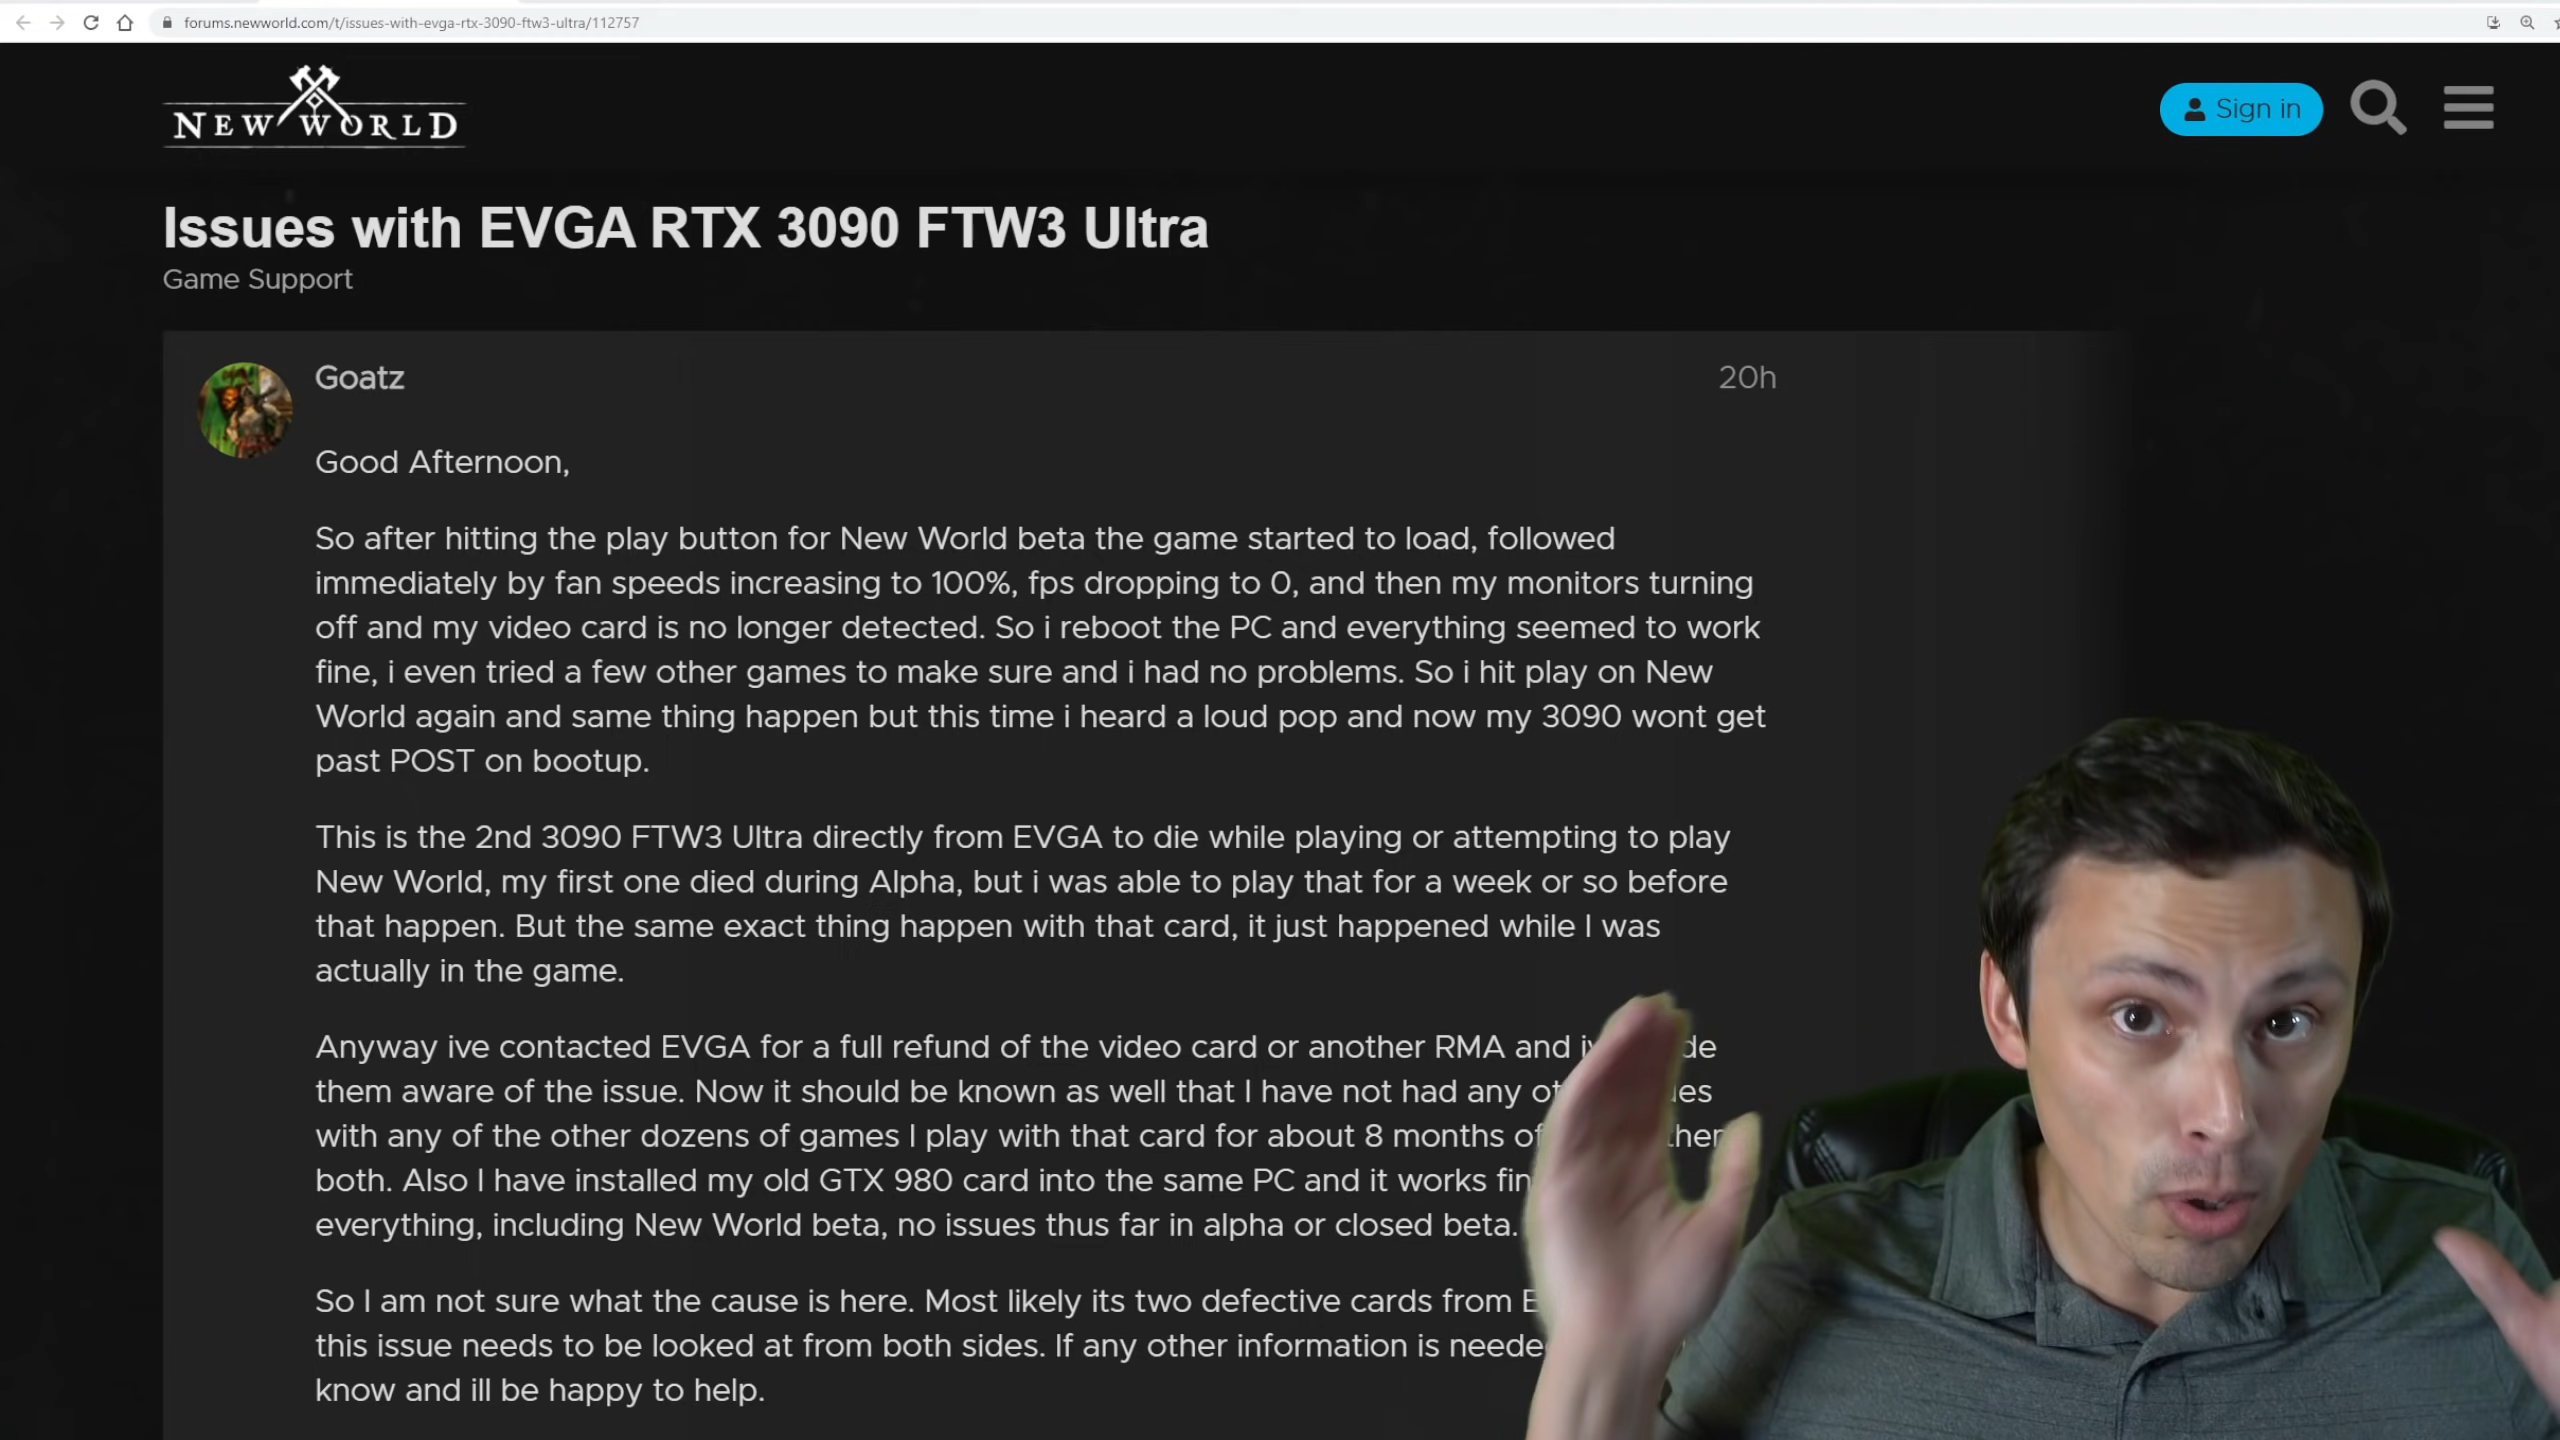 forums.newworld.com/t/issues-with-evga-rtx-3090-ftw3-ultra/112757
NEW WORLD
Sign in
Issues with EVGA RTX 3090 FTW3 Ultra
Game Support
Goatz
20h
Good Afternoon,
So after hitting the play button for New World beta the game started to load, followed
immediately by fan speeds increasing to 100%, fps dropping to 0, and then my monitors turning
off and my video card is no longer detected. So i reboot the PC and everything seemed to work
fine, i even tried a few other games to make sure and i had no problems. So i hit play on New
World again and same thing happen but this time i heard a loud pop and now my 3090 wont get
past POST on bootup.
This is the 2nd 3090 FTW3 Ultra directly from EVGA to die while playing or attempting to play
New World, my first one died during Alpha, but i was able to play that for a week or so before
that happen. But the same exact thing happen with that card, it just happened while I was
actually in the game.
Anyway ive contacted EVGA for a full refund of the video card or another RMA and
them aware of the issue. Now it should be known as well that I have not had any
with any of the other dozens of games I play with that card for about 8 months
both. Also I have installed my old GTX 980 card into the same PC and it works
everything, including New World beta, no issues thus far in alpha or closed beta.
So I am not sure what the cause is here. Most likely its two defective cards from
this issue needs to be looked at from both sides. If any other information is
know and ill be happy to help.